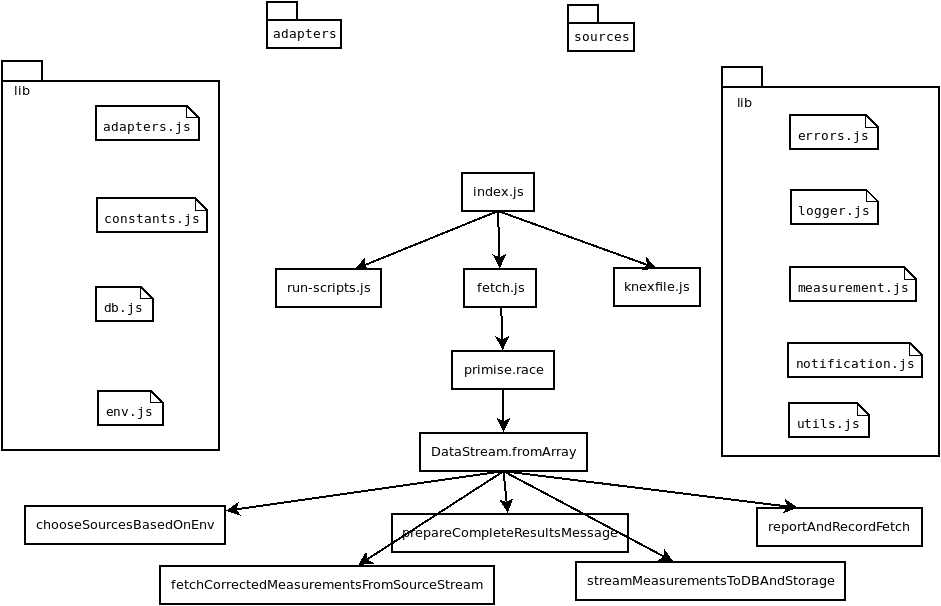 adapters
sources
lib
lib
adapters.js
errors.js
constants.js
index.js
logger.js
db.js
run-scripts.js
fetch.js
knexfile.js
measurement.js
primise.race
notification.js
env.js
utils.js
DataStream.fromArray
chooseSourcesBasedOnEnv
prepareCompleteResultsMessage
reportAndRecordFetch
fetchCorrectedMeasurementsFromSourceStream
streamMeasurementsToDBAndStorage